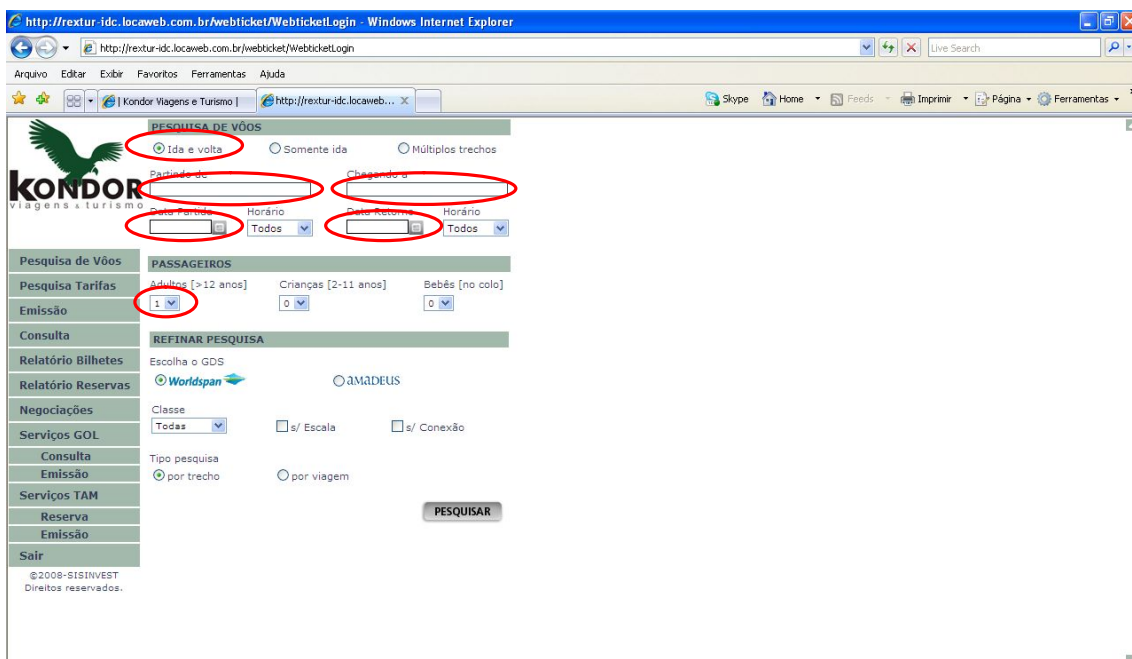 http://rextur-idc.locaweb.com.br/webticket/WebticketLogin - Windows Internet Explorer
http://rextur-idc.locaweb.com.br/webticket/WebticketLogin
Live Search
Arquivo Editar Exibir Favoritos Ferramentas Ajuda
| Kondor Viagens e Turismo |
http://rextur-idc.locaweb... X
Skype Home Feeds Imprimir Página Ferramentas
KONDOR
viagens & turismo
PESQUISA DE VÔOS
Ida e volta Somente ida Múltiplos trechos
Partindo de Chegando a
Data Partida Horário Data Retorno Horário
Todos Todos
Pesquisa de Vôos
Pesquisa Tarifas
Emissão
Consulta
Relatório Bilhetes
Relatório Reservas
Negociações
Serviços GOL
Consulta
Emissão
Serviços TAM
Reserva
Emissão
Sair
©2008-SISINVEST
Direitos reservados.
PASSAGEIROS
Adultos [>12 anos] Crianças [2-11 anos] Bebês [no colo]
1 0 0
REFINAR PESQUISA
Escolha o GDS
Worldspan aMaDEUS
Classe
Todas s/ Escala s/ Conexão
Tipo pesquisa
por trecho por viagem
PESQUISAR